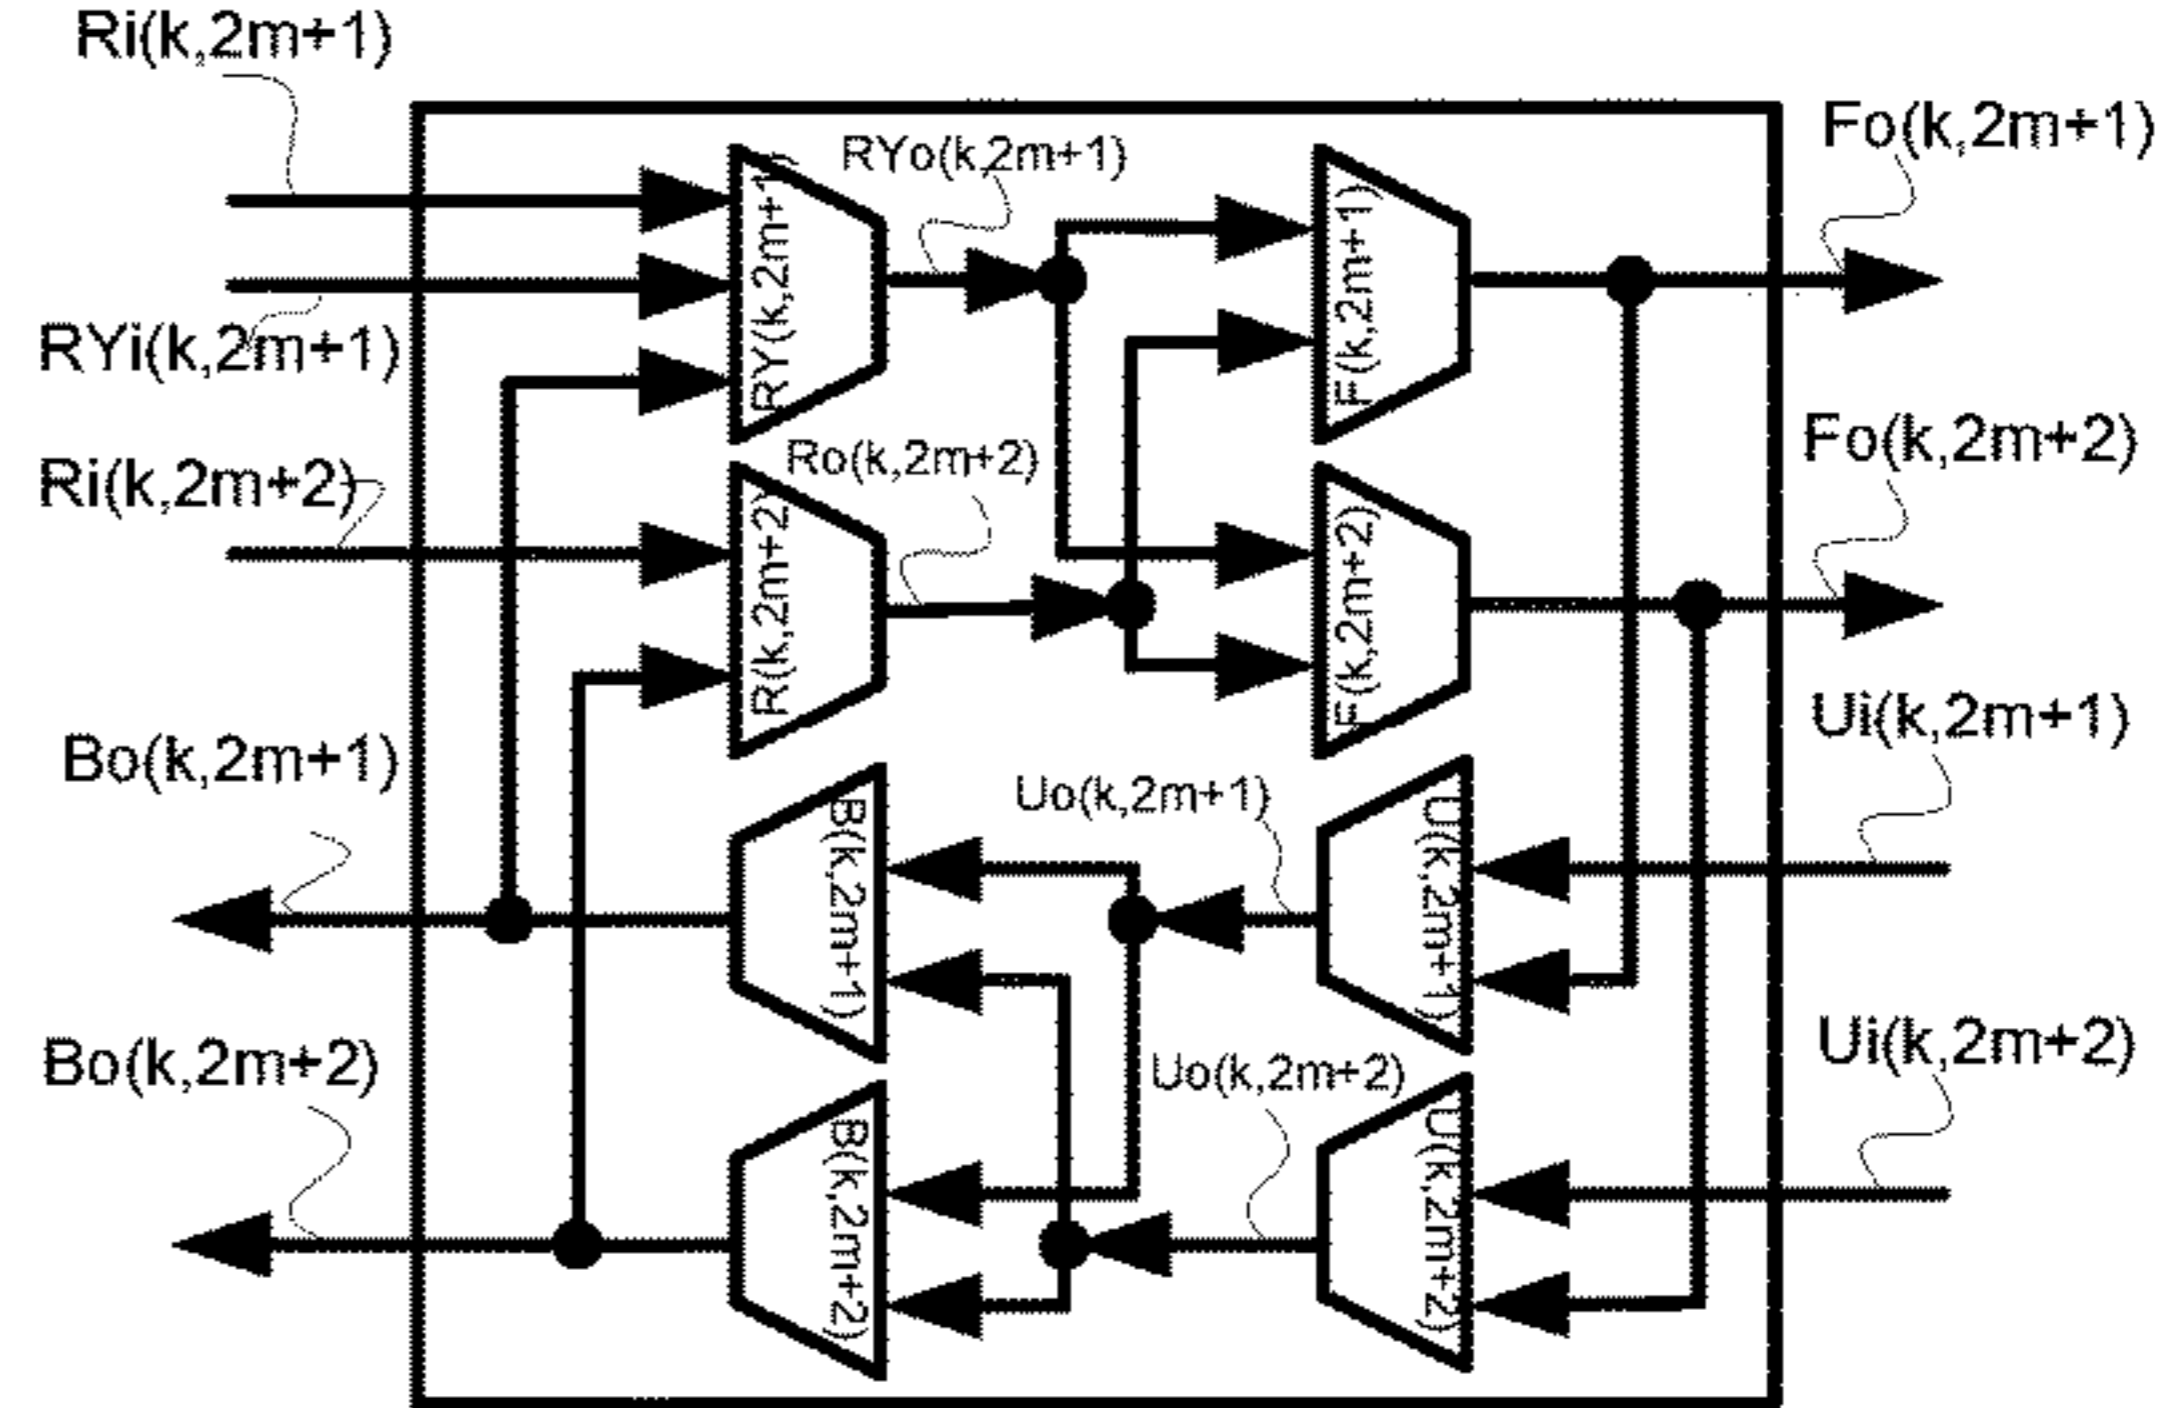 Ri(k,2m+1)
Fo(k,2m+1)
RYo(k,2m+1)
RY(k,2m+1)
F(k,2m+1)
RYi(k,2m+1)
Ri(k,2m+2)
Ro(k,2m+2)
Fo(k,2m+2)
R(k,2m+2)
F(k,2m+2)
Ui(k,2m+1)
Bo(k,2m+1)
Uo(k,2m+1)
B(k,2m+1)
U(k,2m+1)
Bo(k,2m+2)
Uo(k,2m+2)
Ui(k,2m+2)
B(k,2m+2)
U(k,2m+2)